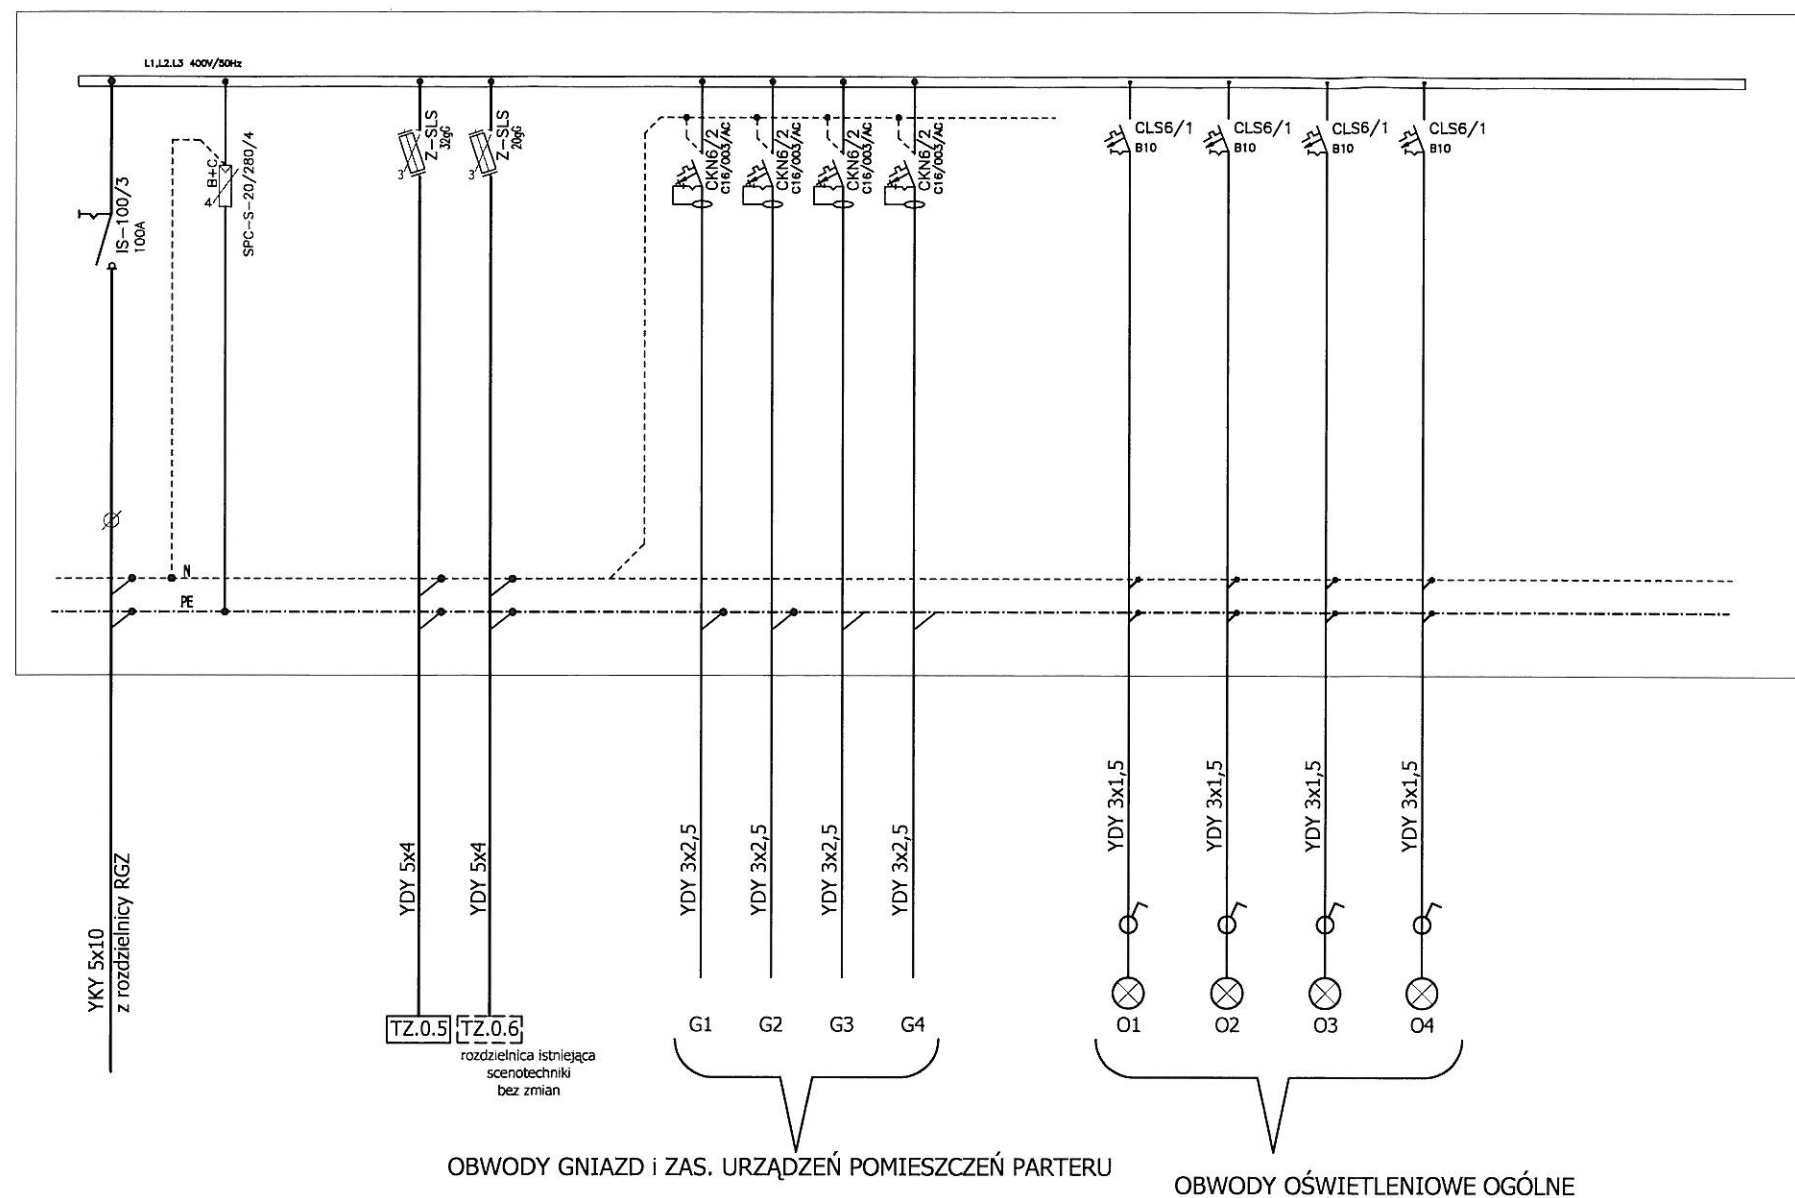 L1,L2.L3 400V/50Hz
IS-100/3
100A
4
B+C
SPC-S-20/280/4
3
Z-SLS
32gG
3
Z-SLS
20gG
CKN6/2
C16/003/AC
CKN6/2
C16/003/AC
CKN6/2
C16/003/AC
CKN6/2
C16/003/AC
CLS6/1
B10
CLS6/1
B10
CLS6/1
B10
CLS6/1
B10
N
PE
YKY 5x10
z rozdzielnicy RGZ
YDY 5x4
YDY 5x4
YDY 3x2,5
YDY 3x2,5
YDY 3x2,5
YDY 3x2,5
YDY 3x1,5
YDY 3x1,5
YDY 3x1,5
YDY 3x1,5
TZ.0.5
TZ.0.6
rozdzielnica istniejąca
scenotechniki
bez zmian
G1
G2
G3
G4
O1
O2
O3
O4
OBWODY GNIAZD i ZAS. URZĄDZEŃ POMIESZCZEŃ PARTERU
OBWODY OŚWIETLENIOWE OGÓLNE